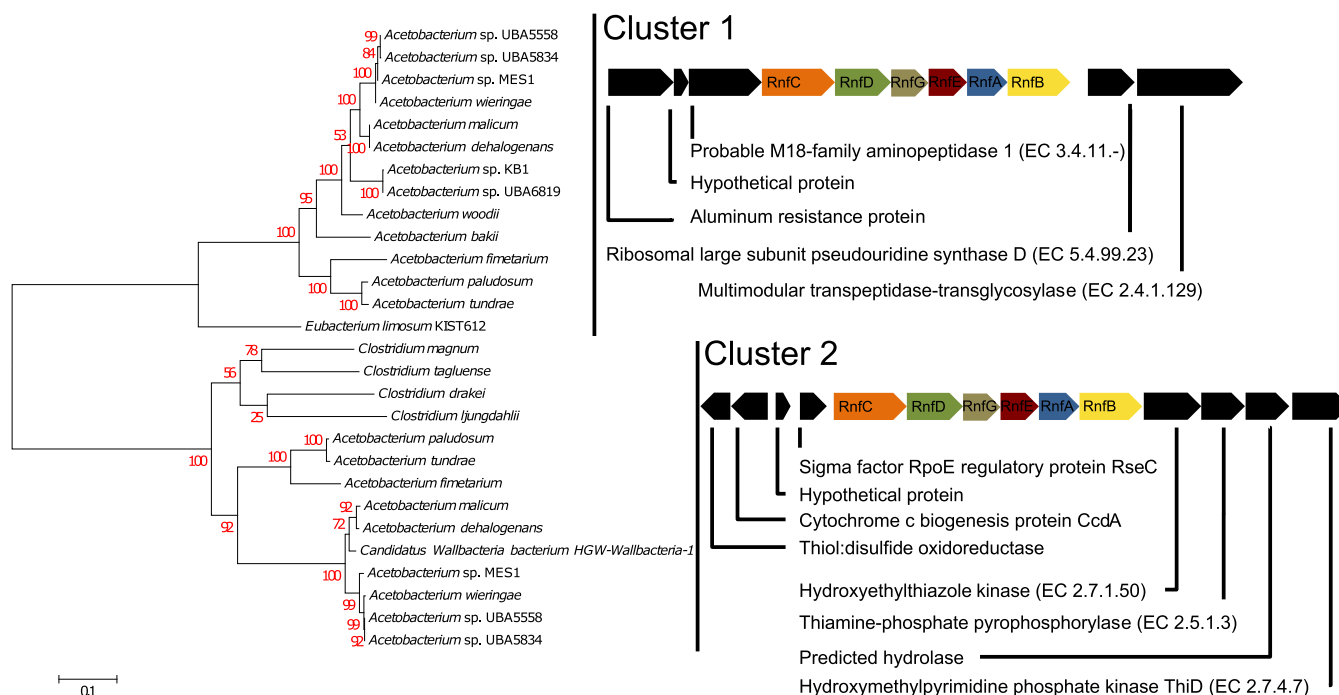 Cluster 1
99
Acetobacterium sp. UBA5558
84
Acetobacterium sp. UBA5834
100
Acetobacterium sp. MES1
100
Acetobacterium wieringae
Acetobacterium malicum
53
100
Acetobacterium dehalogenans
100
Acetobacterium sp. KB1
100
Acetobacterium sp. UBA6819
95
Acetobacterium woodii
100
Acetobacterium bakii
Acetobacterium fimetarium
100
Acetobacterium paludosum
100
Acetobacterium tundrae
Eubacterium limosum KIST612
RnfC RnfD RnfG RnfE RnfA RnfB
Probable M18-family aminopeptidase 1 (EC 3.4.11.-)
Hypothetical protein
Aluminum resistance protein
Ribosomal large subunit pseudouridine synthase D (EC 5.4.99.23)
Multimodular transpeptidase-transglycosylase (EC 2.4.1.129)
Cluster 2
78
Clostridium magnum
56
Clostridium tagluense
Clostridium drakei
25
Clostridium ljungdahlii
100
100
Acetobacterium paludosum
100
Acetobacterium tundrae
Acetobacterium fimetarium
92
92
Acetobacterium malicum
72
Acetobacterium dehalogenans
Candidatus Wallbacteria bacterium HGW-Wallbacteria-1
100
Acetobacterium sp. MES1
99
Acetobacterium wieringae
99
Acetobacterium sp. UBA5558
92
Acetobacterium sp. UBA5834
RnfC RnfD RnfG RnfE RnfA RnfB
Sigma factor RpoE regulatory protein RseC
Hypothetical protein
Cytochrome c biogenesis protein CcdA
Thiol:disulfide oxidoreductase
Hydroxyethylthiazole kinase (EC 2.7.1.50)
Thiamine-phosphate pyrophosphorylase (EC 2.5.1.3)
Predicted hydrolase
Hydroxymethylpyrimidine phosphate kinase ThiD (EC 2.7.4.7)
0.1